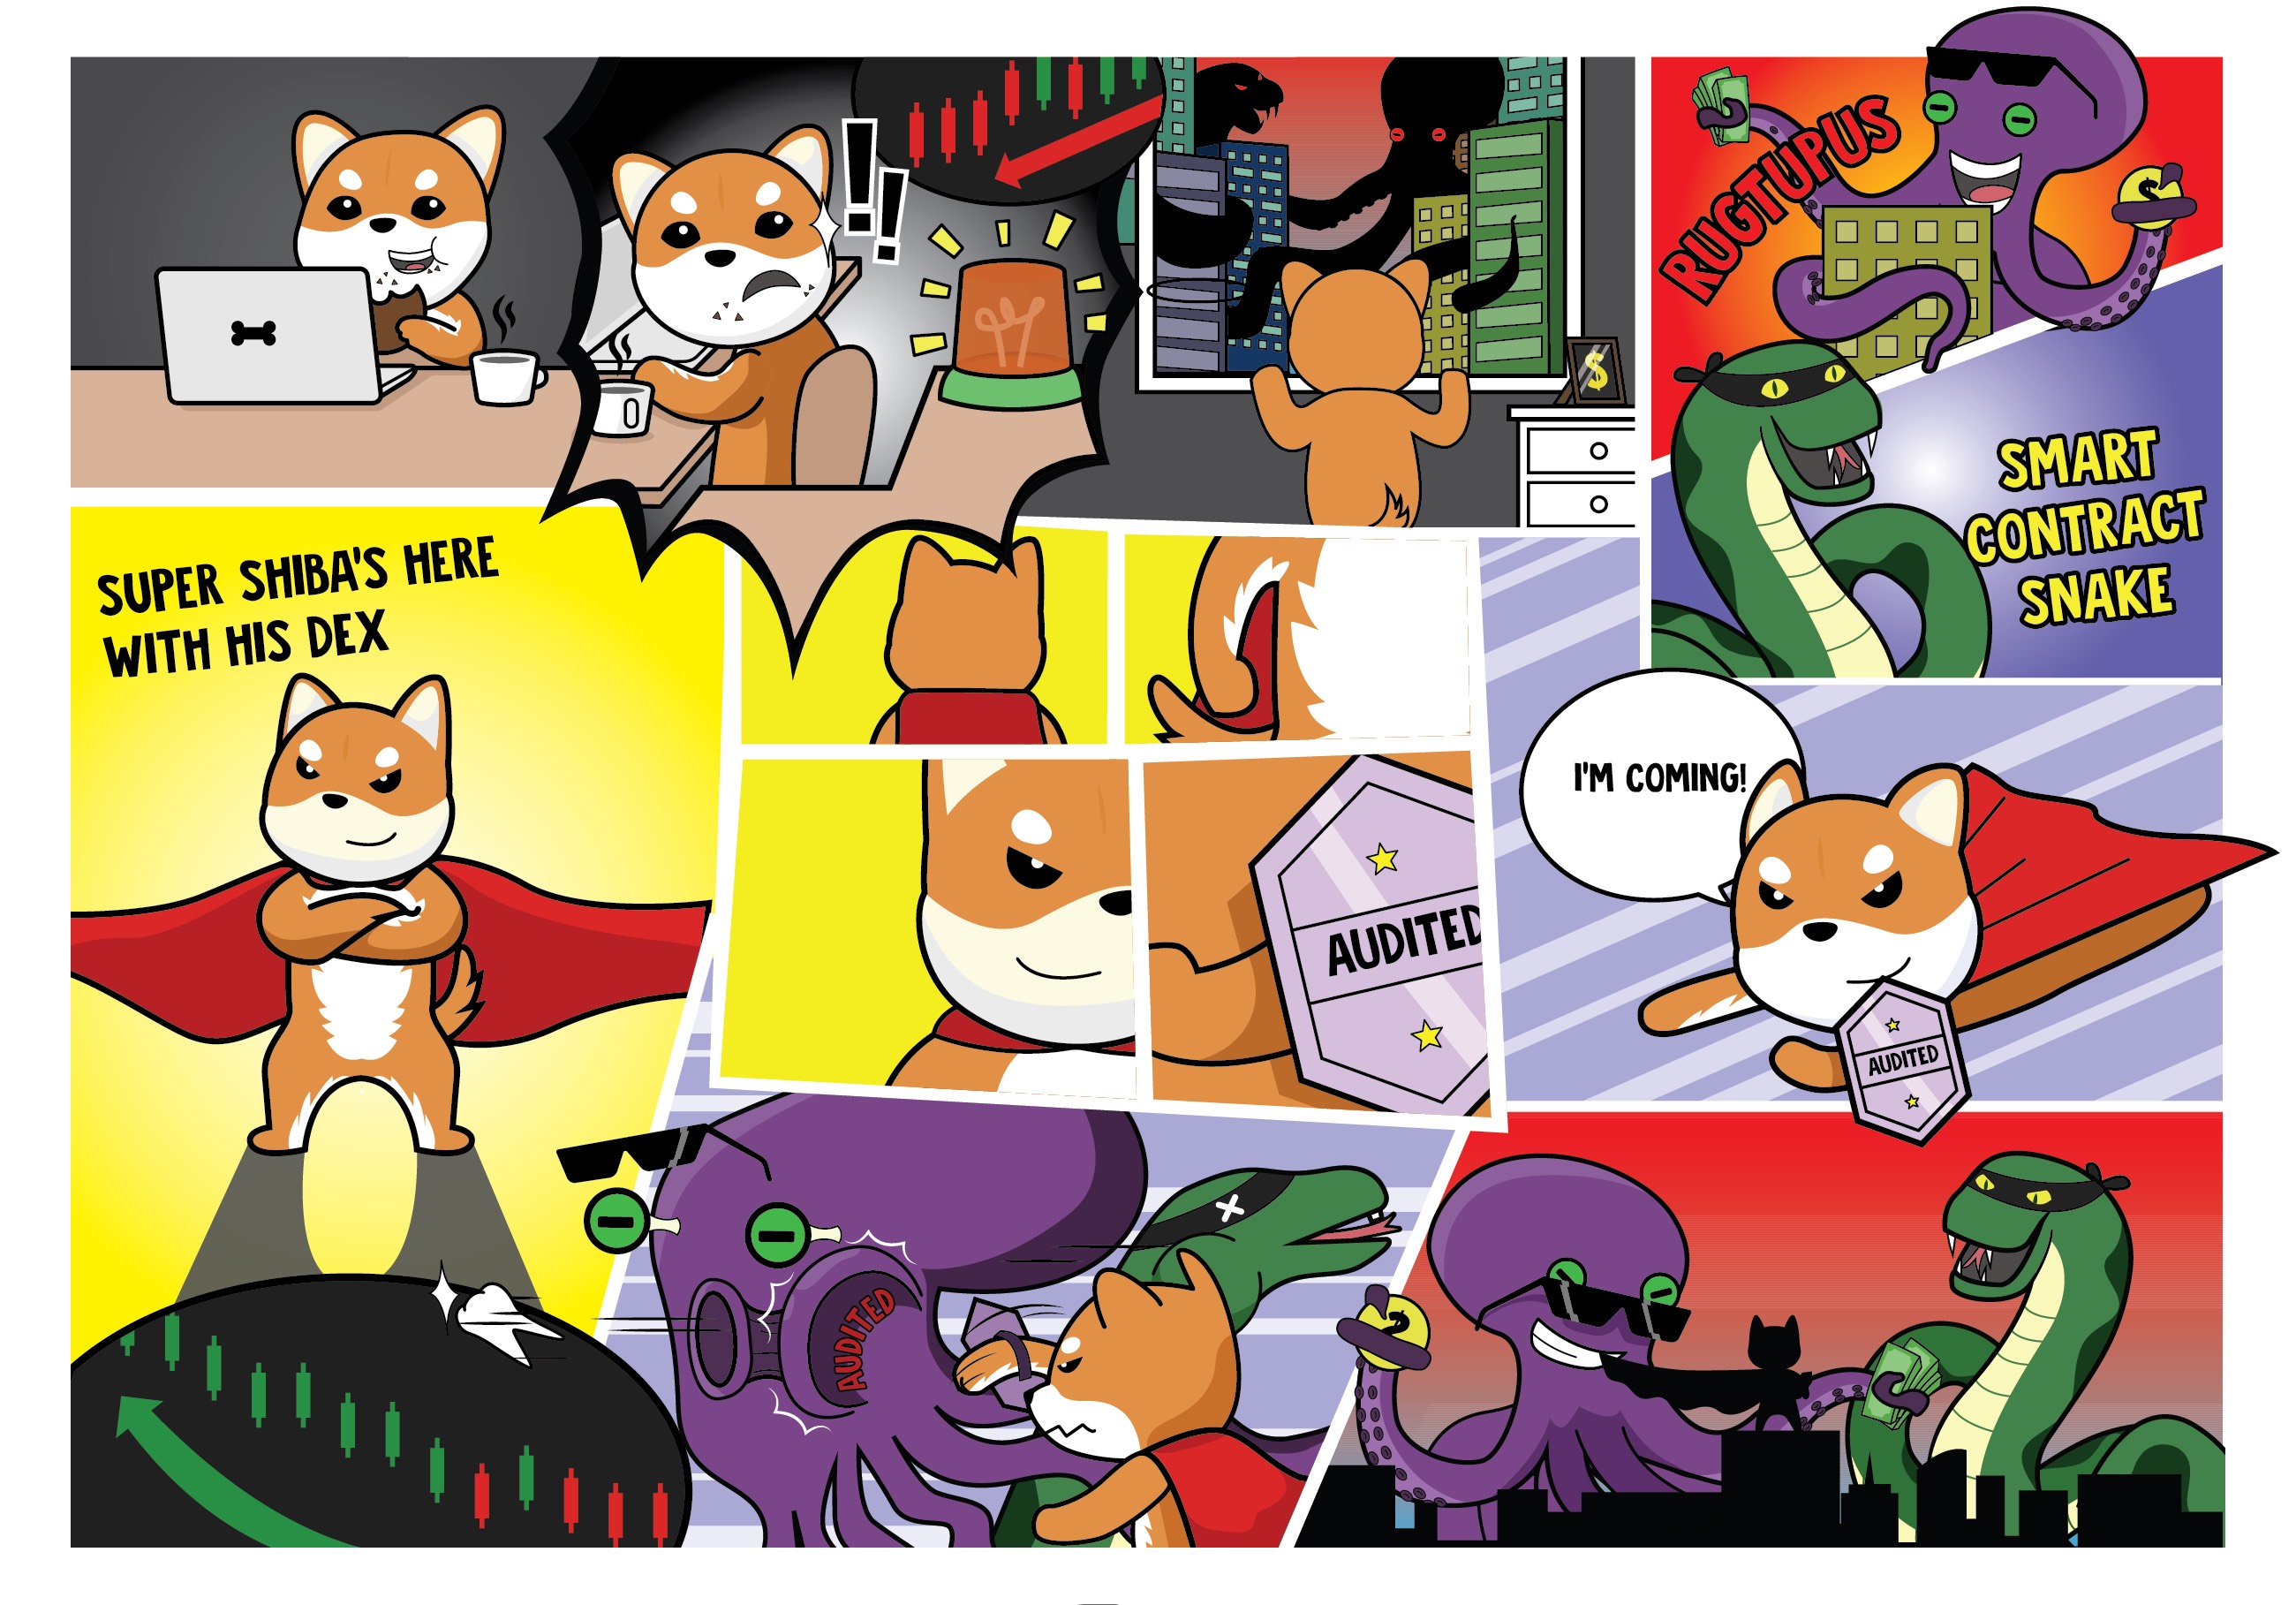 !!
$
RUGTUPUS
$
SMART
CONTRACT
SNAKE
SUPER SHIBA'S HERE
WITH HIS DEX
AUDITED
I'M COMING!
AUDITED
AUDITED
$